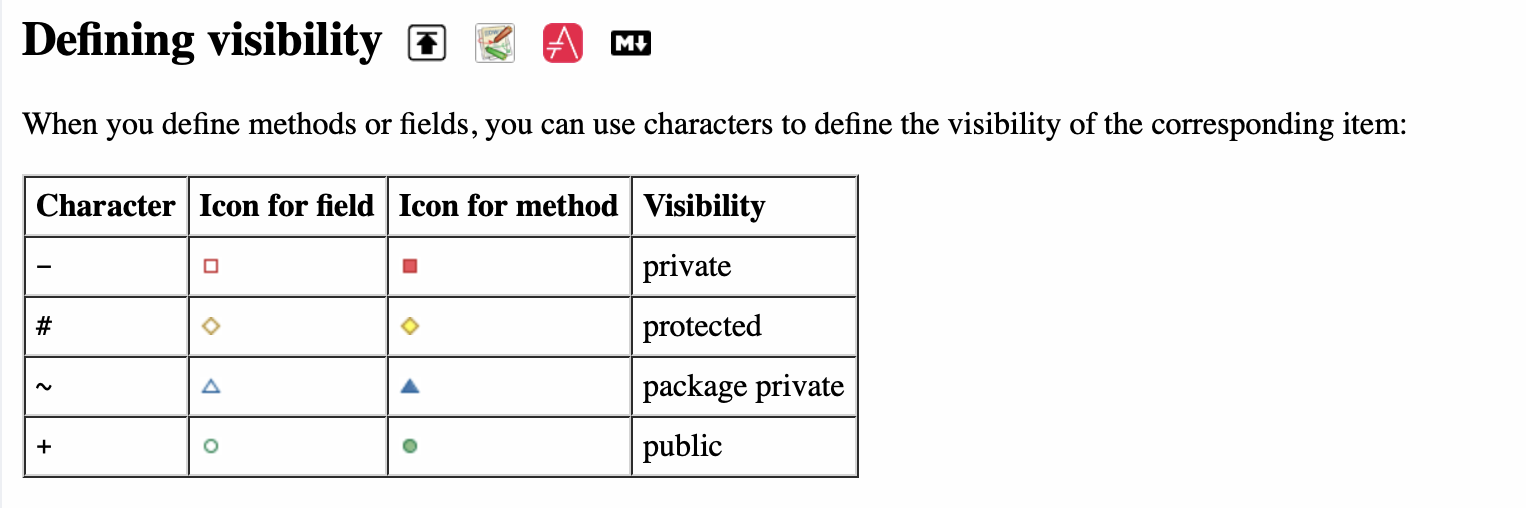 Defining visibility M
When you define methods or fields, you can use characters to define the visibility of the corresponding item:
Character Icon for field Icon for method Visibility
– private
# protected
~ package private
+ public